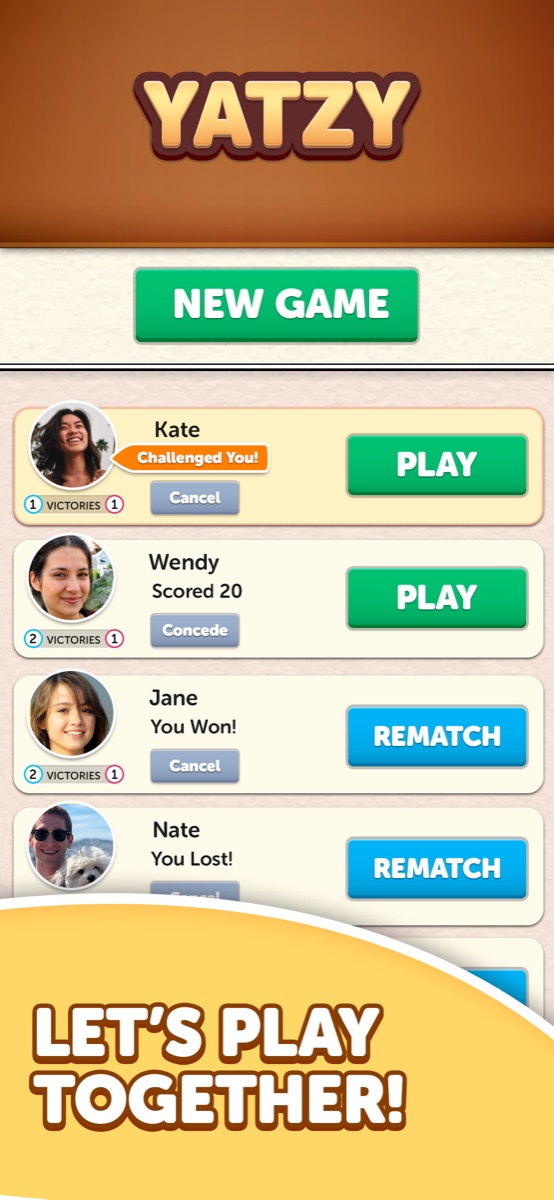 YATZY
NEW GAME
Kate
Challenged You!
PLAY
Cancel
1 VICTORIES 1
Wendy
Scored 20
PLAY
Concede
2 VICTORIES 1
Jane
You Won!
REMATCH
Cancel
2 VICTORIES 1
Nate
You Lost!
REMATCH
Cancel
LET'S PLAY
TOGETHER!